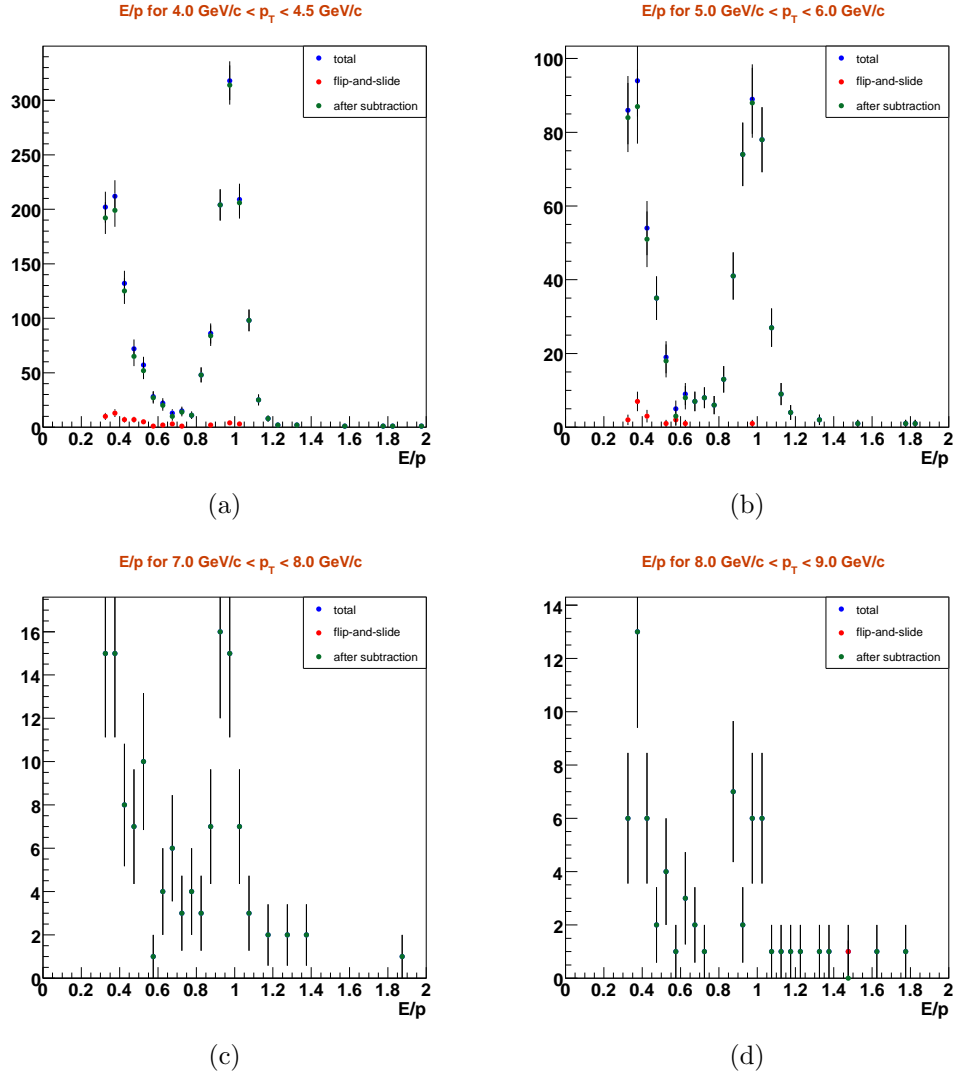 E/p for 4.0 GeV/c < p_T < 4.5 GeV/c
total
flip-and-slide
after subtraction
300
250
200
150
100
50
0
0 0.2 0.4 0.6 0.8 1 1.2 1.4 1.6 1.8 2
E/p
(a)
E/p for 5.0 GeV/c < p_T < 6.0 GeV/c
total
flip-and-slide
after subtraction
100
80
60
40
20
0
0 0.2 0.4 0.6 0.8 1 1.2 1.4 1.6 1.8 2
E/p
(b)
E/p for 7.0 GeV/c < p_T < 8.0 GeV/c
total
flip-and-slide
after subtraction
16
14
12
10
8
6
4
2
0
0 0.2 0.4 0.6 0.8 1 1.2 1.4 1.6 1.8 2
E/p
(c)
E/p for 8.0 GeV/c < p_T < 9.0 GeV/c
total
flip-and-slide
after subtraction
14
12
10
8
6
4
2
0
0 0.2 0.4 0.6 0.8 1 1.2 1.4 1.6 1.8 2
E/p
(d)